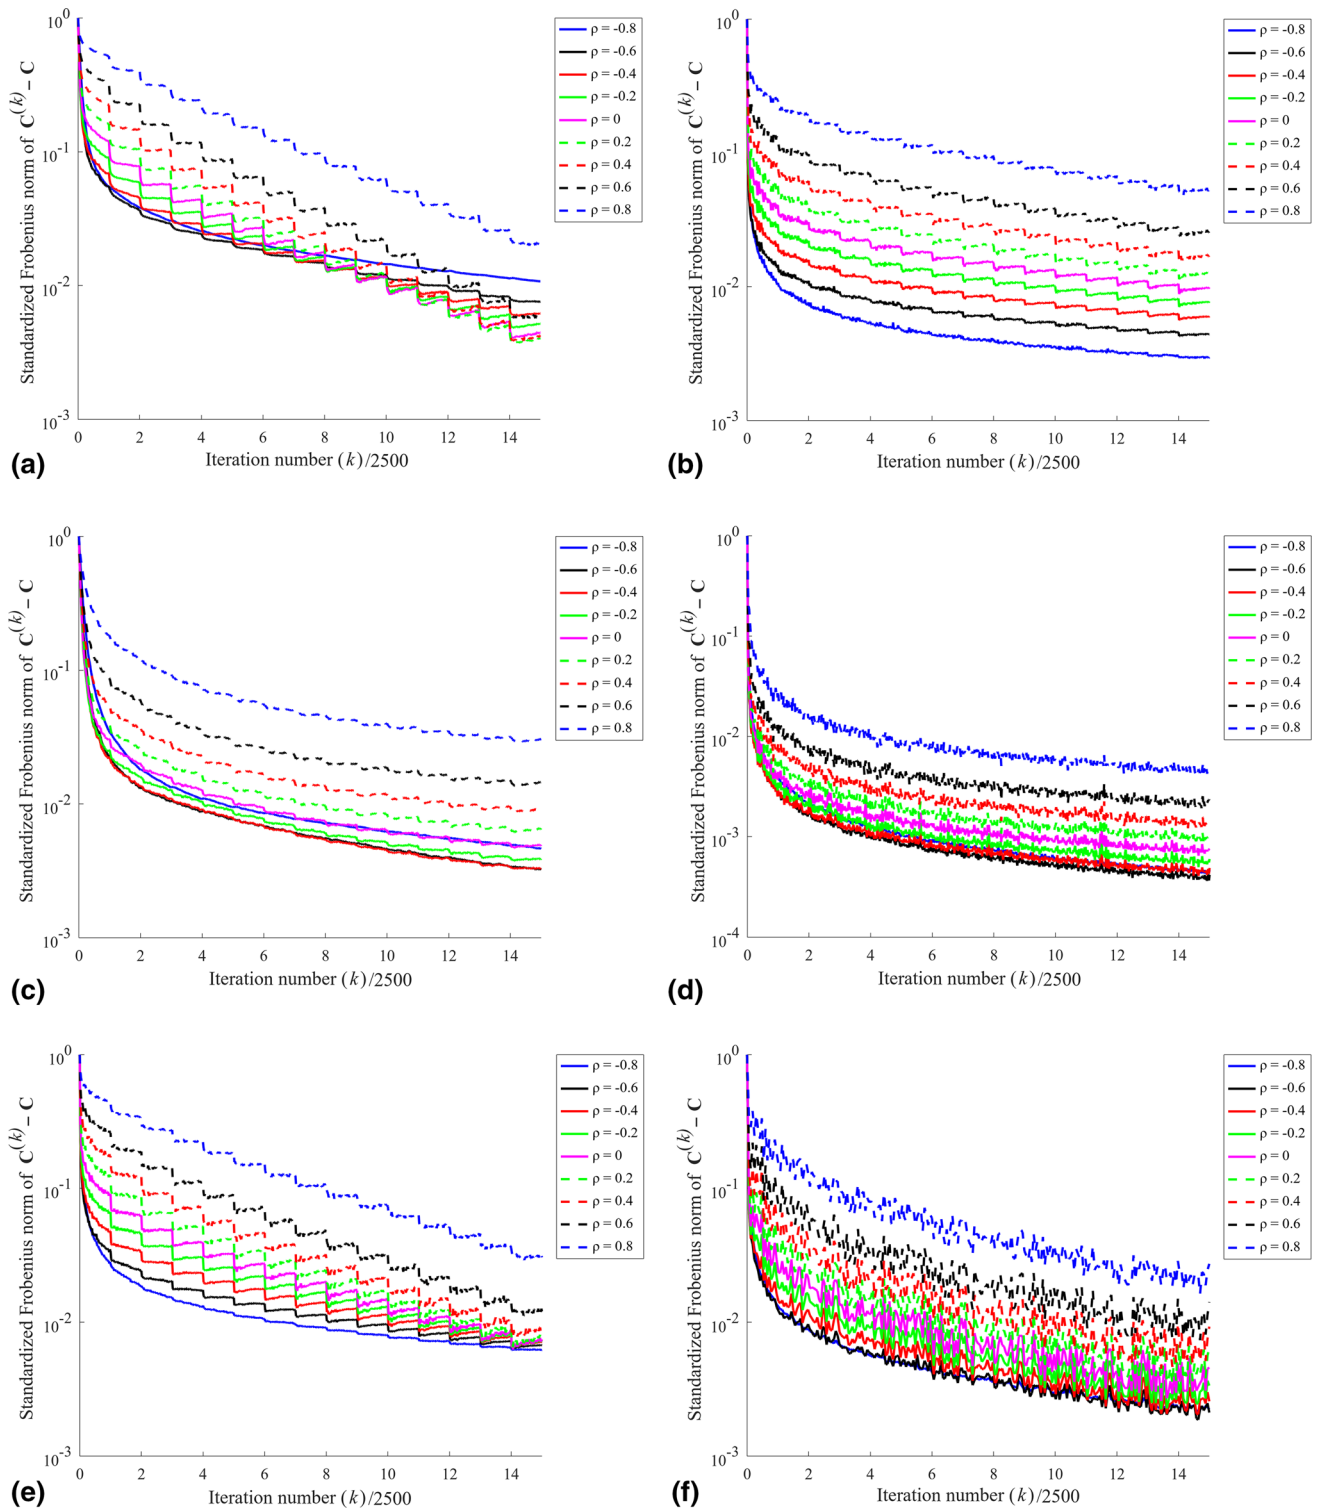 Standardized Frobenius norm of C^(k) – C
10^0
10^-1
10^-2
10^-3
0 2 4 6 8 10 12 14
Iteration number (k)/2500
ρ = -0.8
ρ = -0.6
ρ = -0.4
ρ = -0.2
ρ = 0
ρ = 0.2
ρ = 0.4
ρ = 0.6
ρ = 0.8
(a)
Standardized Frobenius norm of C^(k) – C
10^0
10^-1
10^-2
10^-3
0 2 4 6 8 10 12 14
Iteration number (k)/2500
ρ = -0.8
ρ = -0.6
ρ = -0.4
ρ = -0.2
ρ = 0
ρ = 0.2
ρ = 0.4
ρ = 0.6
ρ = 0.8
(b)
Standardized Frobenius norm of C^(k) – C
10^0
10^-1
10^-2
10^-3
0 2 4 6 8 10 12 14
Iteration number (k)/2500
ρ = -0.8
ρ = -0.6
ρ = -0.4
ρ = -0.2
ρ = 0
ρ = 0.2
ρ = 0.4
ρ = 0.6
ρ = 0.8
(c)
Standardized Frobenius norm of C^(k) – C
10^0
10^-1
10^-2
10^-3
10^-4
0 2 4 6 8 10 12 14
Iteration number (k)/2500
ρ = -0.8
ρ = -0.6
ρ = -0.4
ρ = -0.2
ρ = 0
ρ = 0.2
ρ = 0.4
ρ = 0.6
ρ = 0.8
(d)
Standardized Frobenius norm of C^(k) – C
10^0
10^-1
10^-2
10^-3
0 2 4 6 8 10 12 14
Iteration number (k)/2500
ρ = -0.8
ρ = -0.6
ρ = -0.4
ρ = -0.2
ρ = 0
ρ = 0.2
ρ = 0.4
ρ = 0.6
ρ = 0.8
(e)
Standardized Frobenius norm of C^(k) – C
10^0
10^-1
10^-2
10^-3
0 2 4 6 8 10 12 14
Iteration number (k)/2500
ρ = -0.8
ρ = -0.6
ρ = -0.4
ρ = -0.2
ρ = 0
ρ = 0.2
ρ = 0.4
ρ = 0.6
ρ = 0.8
(f)